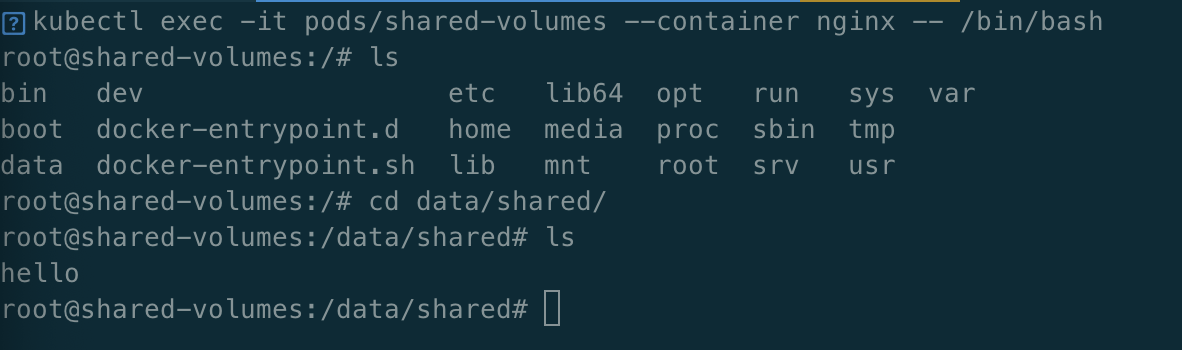 kubectl exec -it pods/shared-volumes --container nginx -- /bin/bash
root@shared-volumes:/# ls
bin   dev                   etc   lib64  opt   run   sys  var
boot  docker-entrypoint.d   home  media  proc  sbin  tmp
data  docker-entrypoint.sh  lib   mnt    root  srv   usr
root@shared-volumes:/# cd data/shared/
root@shared-volumes:/data/shared# ls
hello
root@shared-volumes:/data/shared#